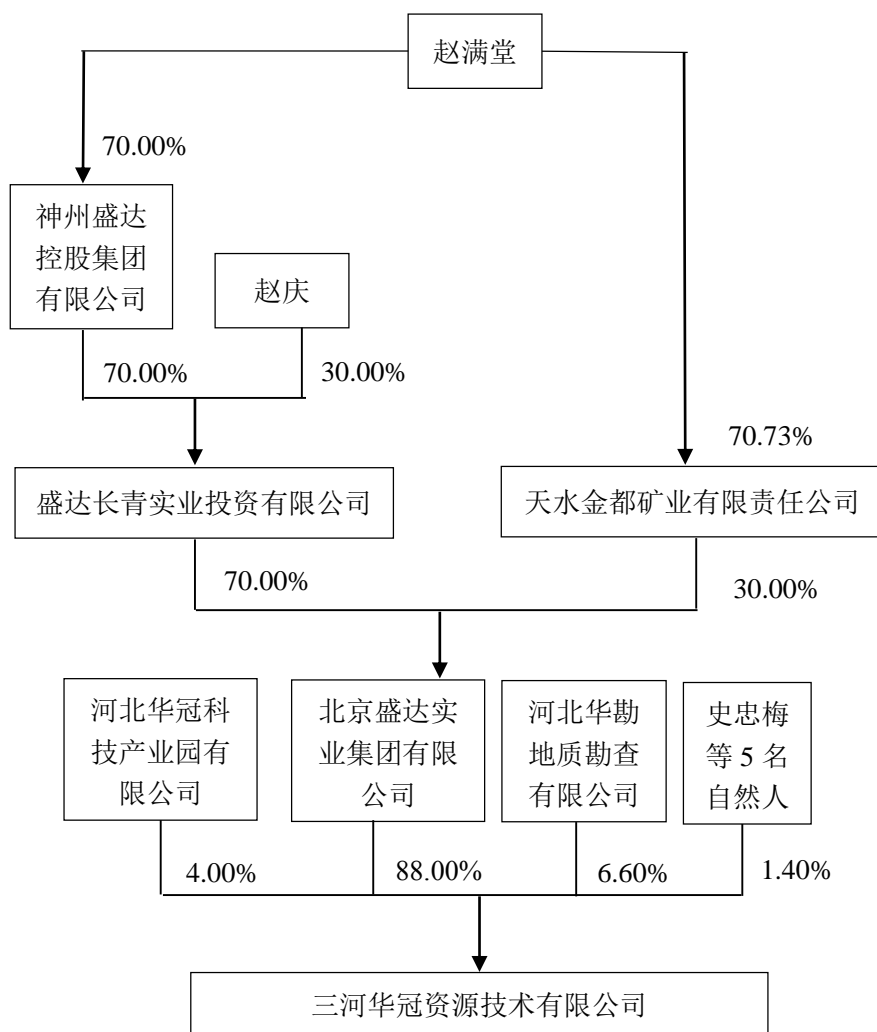 赵满堂
70.00%
神州盛达
控股集团
有限公司
赵庆
70.00%
30.00%
70.73%
盛达长青实业投资有限公司
天水金都矿业有限责任公司
70.00%
30.00%
河北华冠科
技产业园有
限公司
北京盛达实
业集团有限
公司
河北华勘
地质勘查
有限公司
史忠梅
等 5 名
自然人
4.00%
88.00%
6.60%
1.40%
三河华冠资源技术有限公司